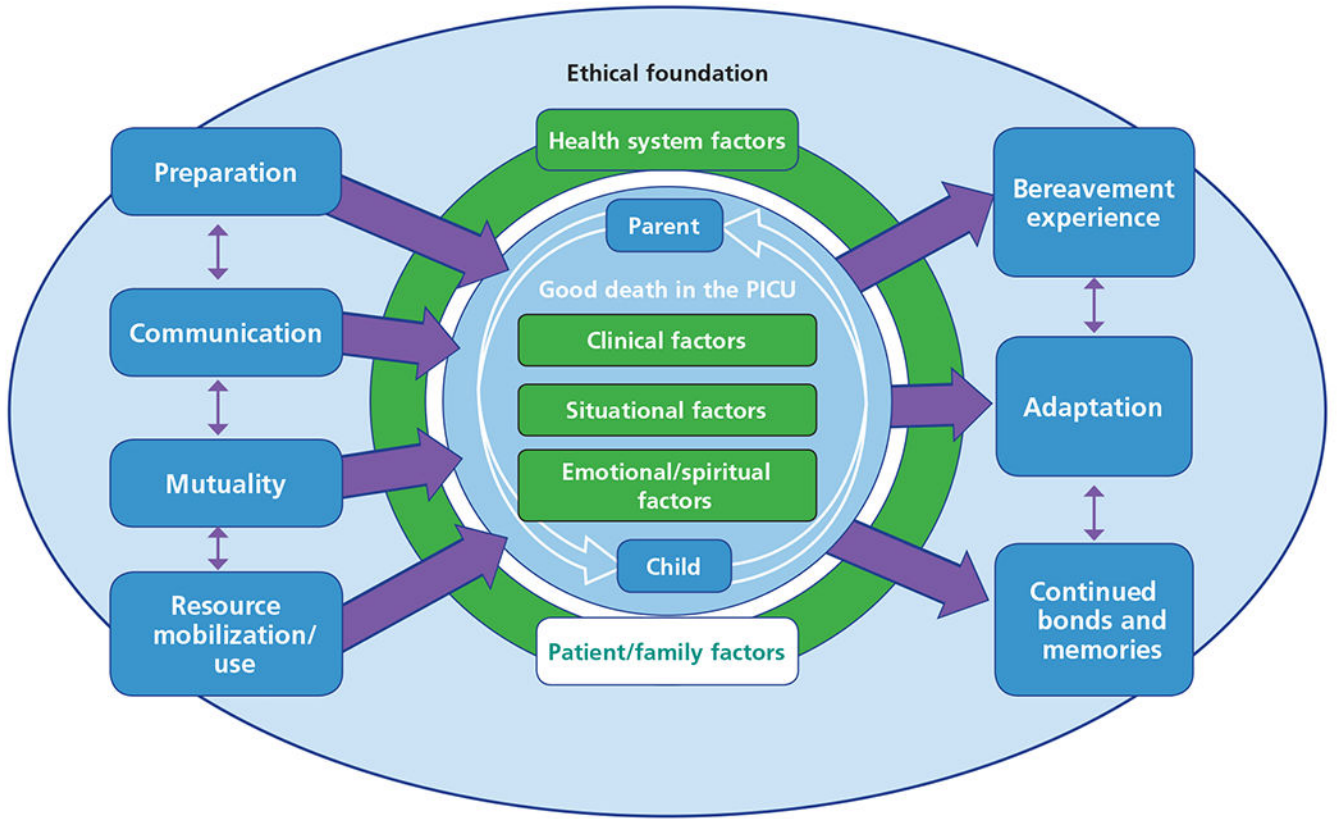 Ethical foundation
Health system factors
Preparation
Communication
Mutuality
Resource
mobilization/
use
Parent
Good death in the PICU
Clinical factors
Situational factors
Emotional/spiritual
factors
Child
Patient/family factors
Bereavement
experience
Adaptation
Continued
bonds and
memories